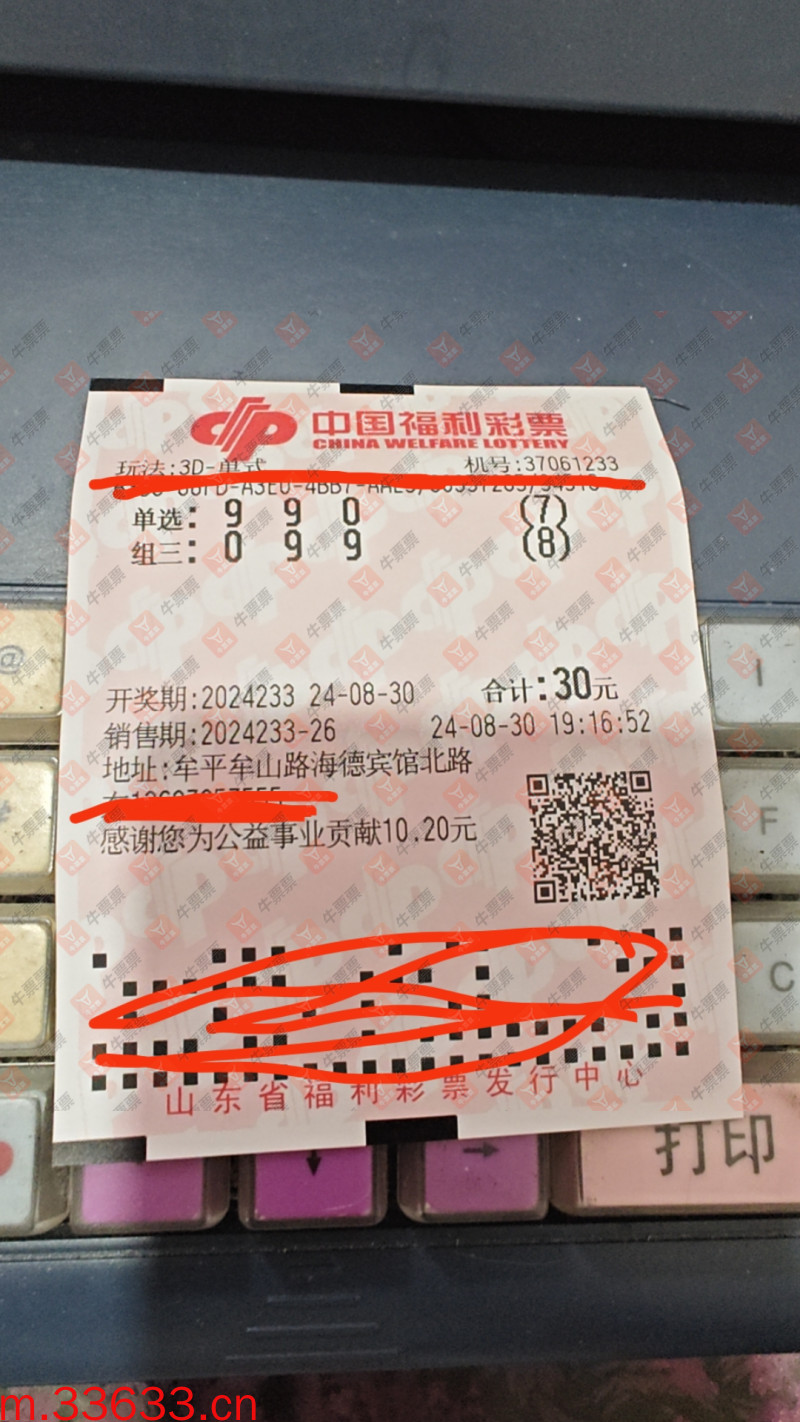 中国福利彩票
CHINA WELFARE LOTTERY
玩法:3D-单式 机号:37061233
单选: 9 9 0 (7)
组三: 0 9 9 (8)
开奖期:2024233 24-08-30 合计:30元
销售期:2024233-26 24-08-30 19:16:52
地址:牟平牟山路海德宾馆北路
感谢您为公益事业贡献10.20元
山东省福利彩票发行中心
打印
@
#
I
F
C
牛票票
m.33633.cn